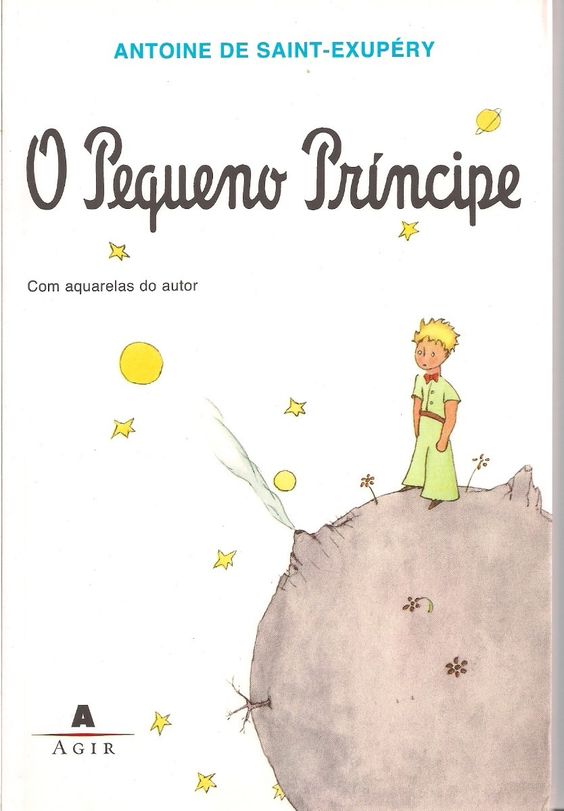 ANTOINE DE SAINT-EXUPÉRY
O Pequeno Príncipe
Com aquarelas do autor
A
AGIR